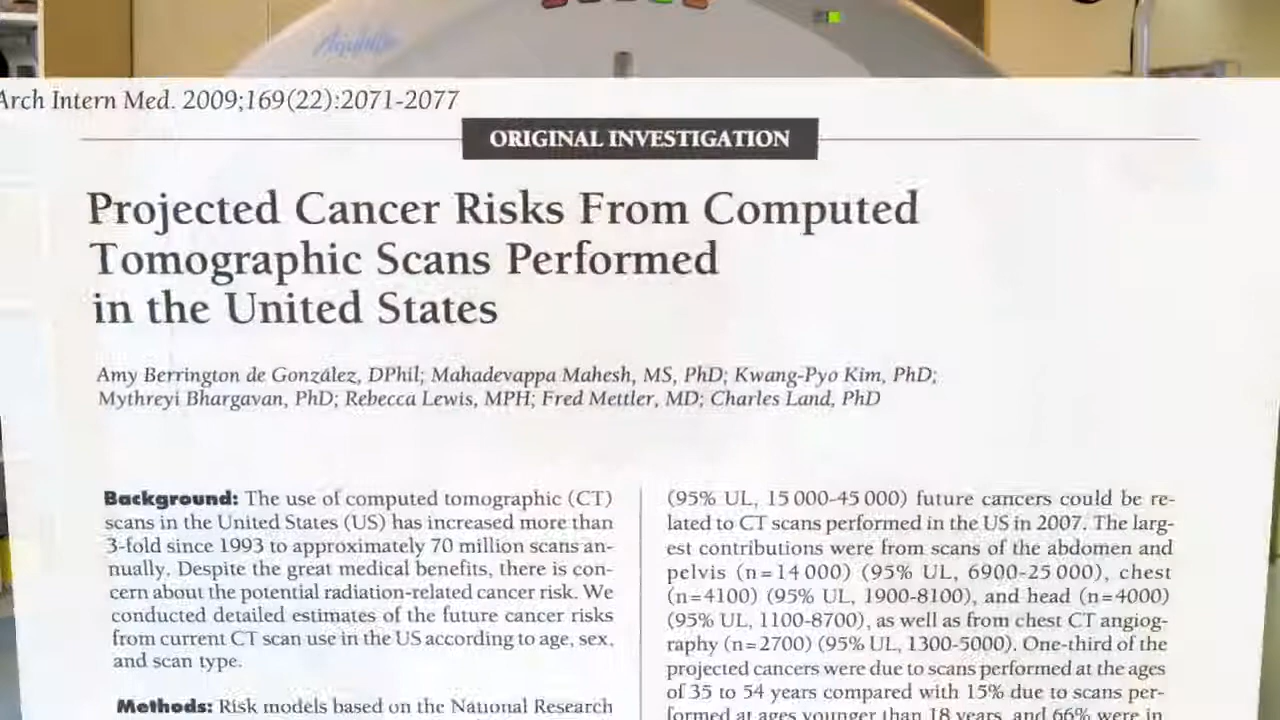 Arch Intern Med. 2009;169(22):2071-2077
ORIGINAL INVESTIGATION
Projected Cancer Risks From Computed
Tomographic Scans Performed
in the United States
Amy Berrington de González, DPhil; Mahadevappa Mahesh, MS, PhD; Kwang-Pyo Kim, PhD;
Mythreyi Bhargavan, PhD; Rebecca Lewis, MPH; Fred Mettler, MD; Charles Land, PhD
Background: The use of computed tomographic (CT)
scans in the United States (US) has increased more than
3-fold since 1993 to approximately 70 million scans an-
nually. Despite the great medical benefits, there is con-
cern about the potential radiation-related cancer risk. We
conducted detailed estimates of the future cancer risks
from current CT scan use in the US according to age, sex,
and scan type.
Methods: Risk models based on the National Research
(95% UL, 15 000-45 000) future cancers could be re-
lated to CT scans performed in the US in 2007. The larg-
est contributions were from scans of the abdomen and
pelvis (n=14 000) (95% UL, 6900-25 000), chest
(n=4100) (95% UL, 1900-8100), and head (n=4000)
(95% UL, 1100-8700), as well as from chest CT angiog-
raphy (n=2700) (95% UL, 1300-5000). One-third of the
projected cancers were due to scans performed at the ages
of 35 to 54 years compared with 15% due to scans per-
formed at ages younger than 18 years, and 66% were in